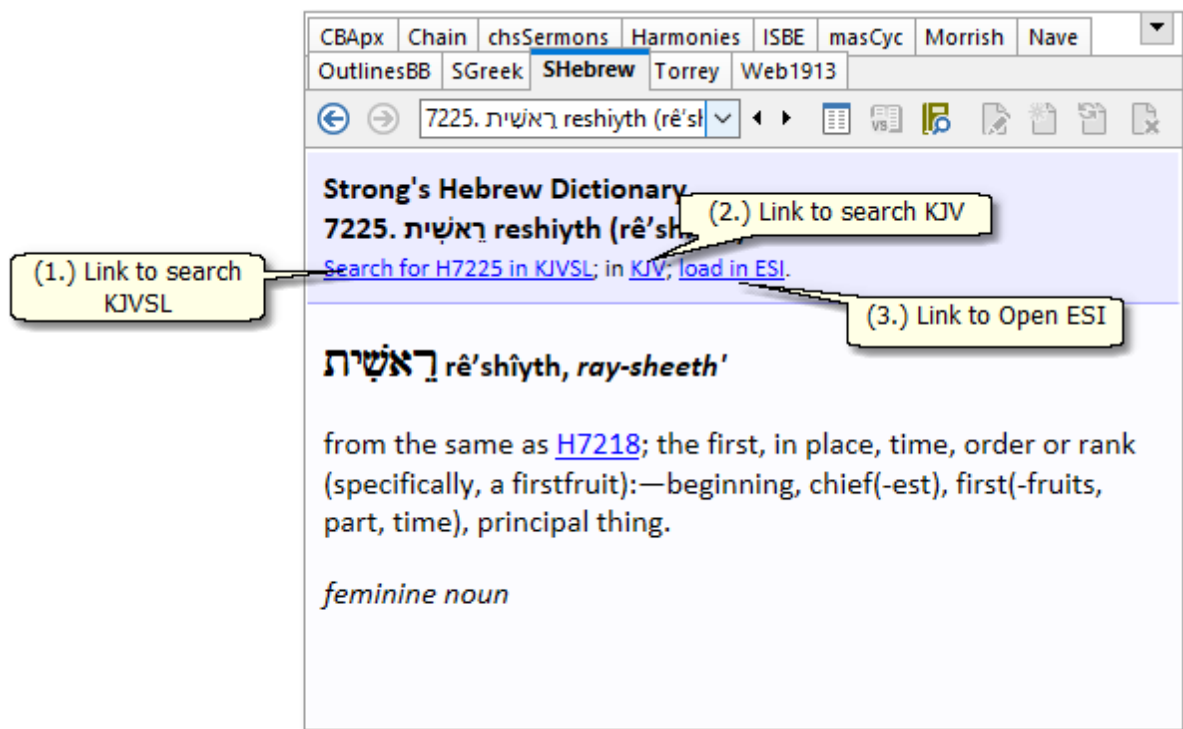 CBApx Chain chsSermons Harmonies ISBE masCyc Morrish Nave
OutlinesBB SGreek SHebrew Torrey Web1913
7225. רֵאשִׁית reshiyth (rê'sh
VS
Strong's Hebrew Dictionary
7225. רֵאשִׁית reshiyth (rê’sh
(2.) Link to search KJV
(1.) Link to search
KJVSL
Search for H7225 in KJVSL; in KJV; load in ESI.
(3.) Link to Open ESI
רֵאשִׁית rê’shîyth, ray-sheeth'
from the same as H7218; the first, in place, time, order or rank
(specifically, a firstfruit):—beginning, chief(-est), first(-fruits,
part, time), principal thing.
feminine noun